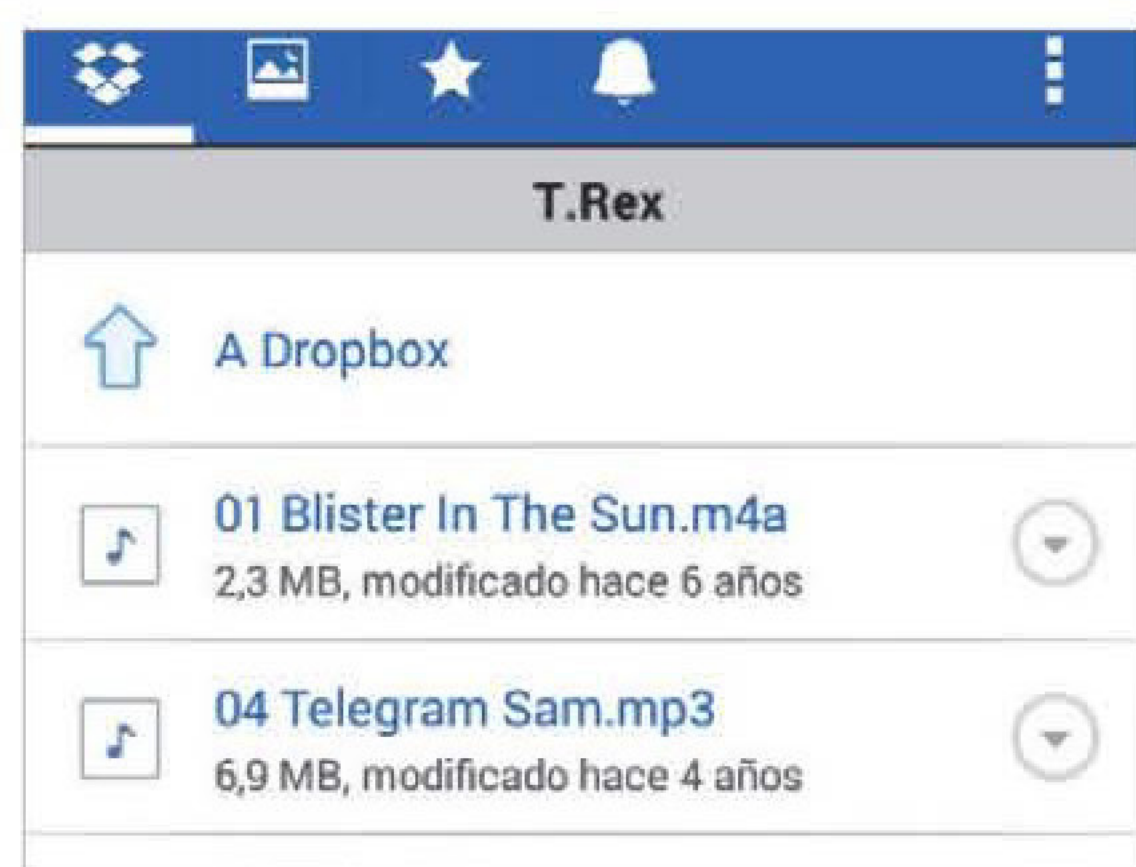 T.Rex
A Dropbox
01 Blister In The Sun.m4a
2,3 MB, modificado hace 6 años
04 Telegram Sam.mp3
6,9 MB, modificado hace 4 años